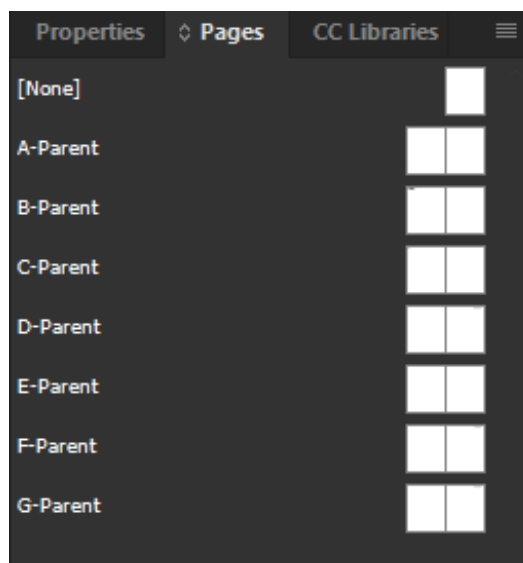 Properties Pages CC Libraries
[None]
A-Parent
B-Parent
C-Parent
D-Parent
E-Parent
F-Parent
G-Parent